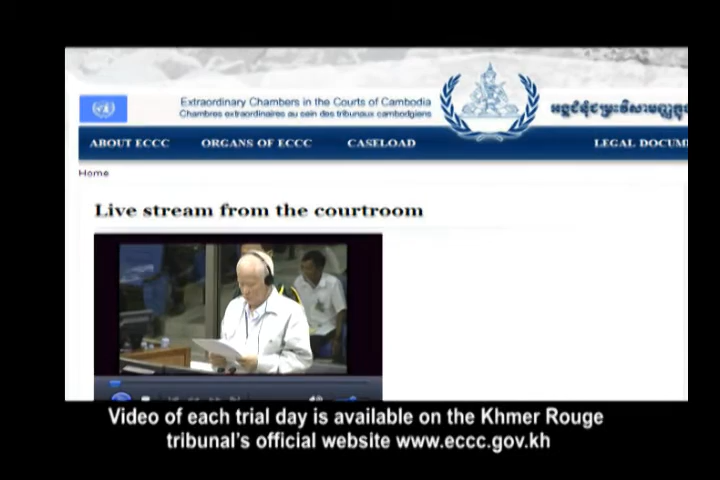 Extraordinary Chambers in the Courts of Cambodia
Chambres extraordinaires au sein des tribunaux cambodgiens
ABOUT ECCC ORGANS OF ECCC CASELOAD LEGAL DOCUM
Home
Live stream from the courtroom
Video of each trial day is available on the Khmer Rouge
tribunal's official website www.eccc.gov.kh